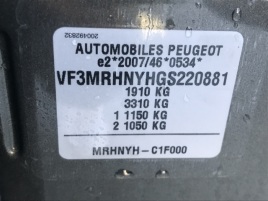 2004928J2
AUTOMOBILES PEUGEOT
e2*2007/46*0534*
VF3MRHNYHGS220881
1910 KG
3310 KG
1 1150 KG
2 1050 KG
MRHNYH-C1F000